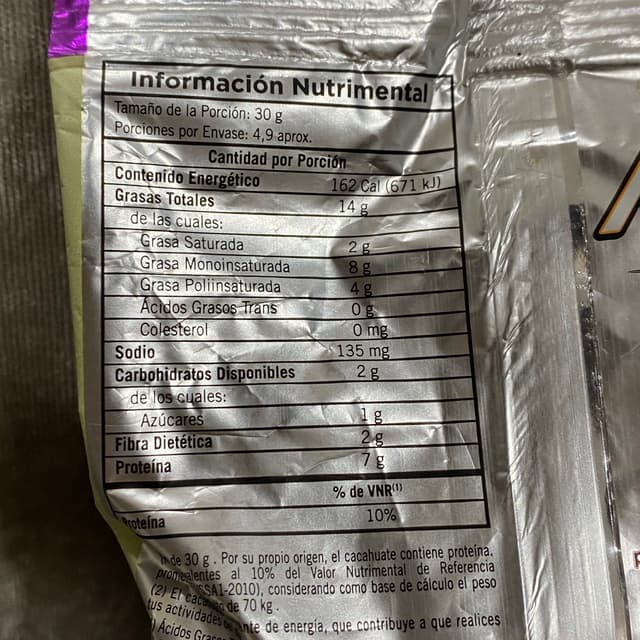 Información Nutrimental
Tamaño de la Porción: 30 g
Porciones por Envase: 4,9 aprox.
Cantidad por Porción
Contenido Energético 162 Cal (671 kJ)
Grasas Totales 14 g
de las cuales:
Grasa Saturada 2 g
Grasa Monoinsaturada 8 g
Grasa Poliinsaturada 4 g
Ácidos Grasos Trans 0 g
Colesterol 0 mg
Sodio 135 mg
Carbohidratos Disponibles 2 g
de los cuales:
Azúcares 1 g
Fibra Dietética 2 g
Proteína 7 g
% de VNR(1)
Proteína 10%
de 30 g. Por su propio origen, el cacahuate contiene proteína.
al 10% del Valor Nutrimental de Referencia
SSA1-2010), considerando como base de cálculo el peso
de 70 kg.
(2) El
tus actividades de energía, que contribuye a que realices
Ácidos